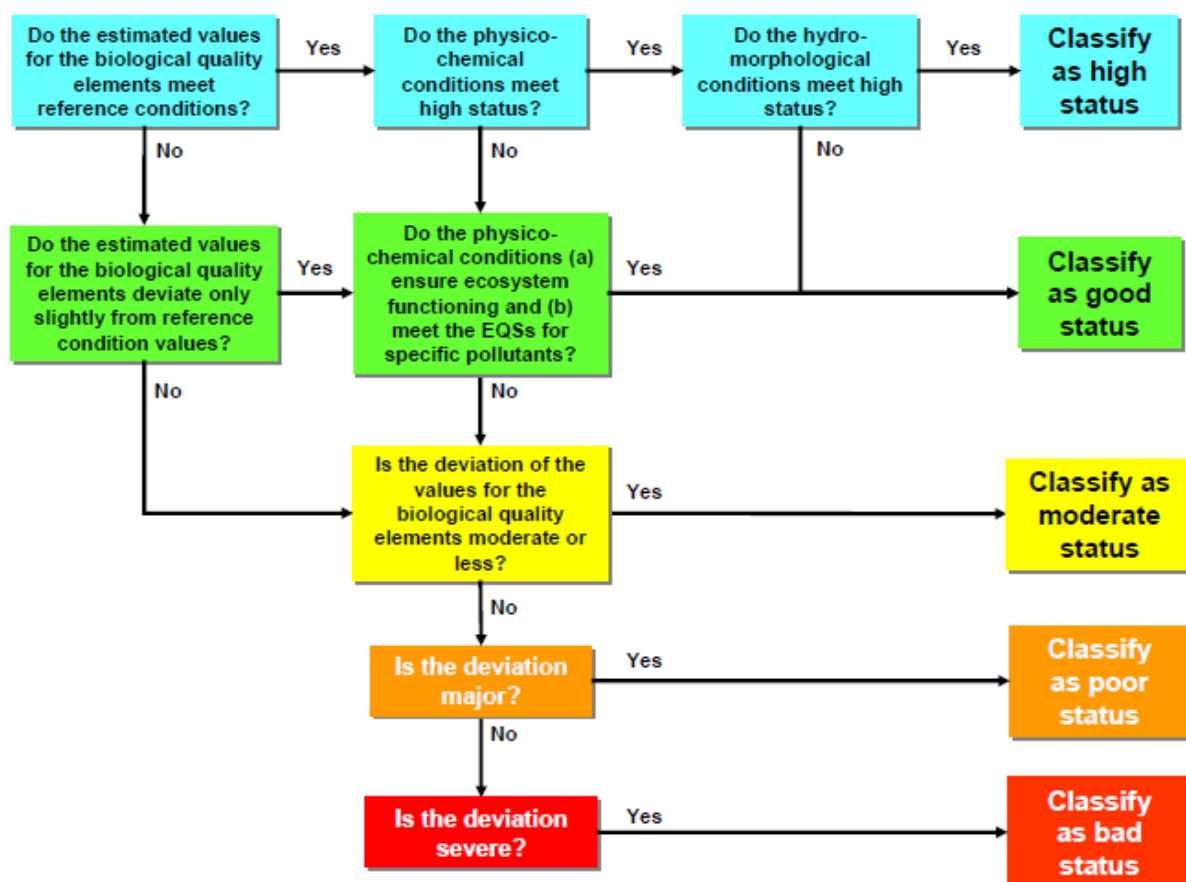 Do the estimated values
for the biological quality
elements meet
reference conditions?
Yes
Do the physico-
chemical
conditions meet
high status?
Yes
Do the hydro-
morphological
conditions meet high
status?
Yes
Classify
as high
status
No
No
No
Do the estimated values
for the biological quality
elements deviate only
slightly from reference
condition values?
Yes
Do the physico-
chemical conditions (a)
ensure ecosystem
functioning and (b)
meet the EQSs for
specific pollutants?
Yes
Classify
as good
status
No
No
Is the deviation of the
values for the
biological quality
elements moderate or
less?
Yes
Classify as
moderate
status
No
Is the deviation
major?
Yes
Classify
as poor
status
No
Is the deviation
severe?
Yes
Classify
as bad
status